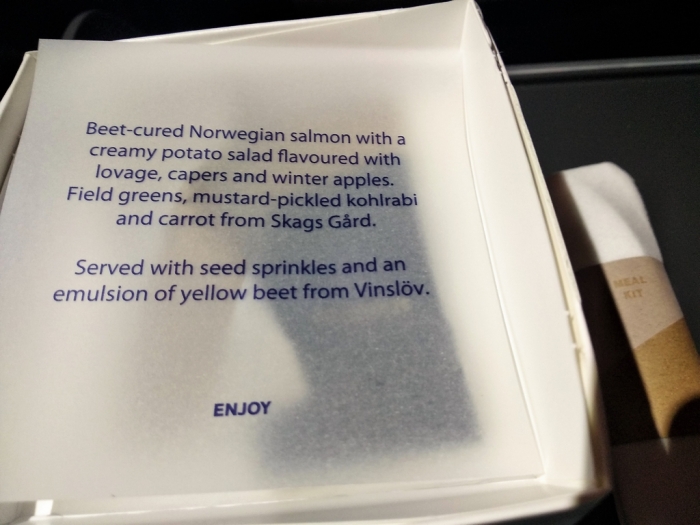 Beet-cured Norwegian salmon with a
creamy potato salad flavoured with
lovage, capers and winter apples.
Field greens, mustard-pickled kohlrabi
and carrot from Skags Gård.
Served with seed sprinkles and an
emulsion of yellow beet from Vinslöv.
ENJOY
MEAL
KIT